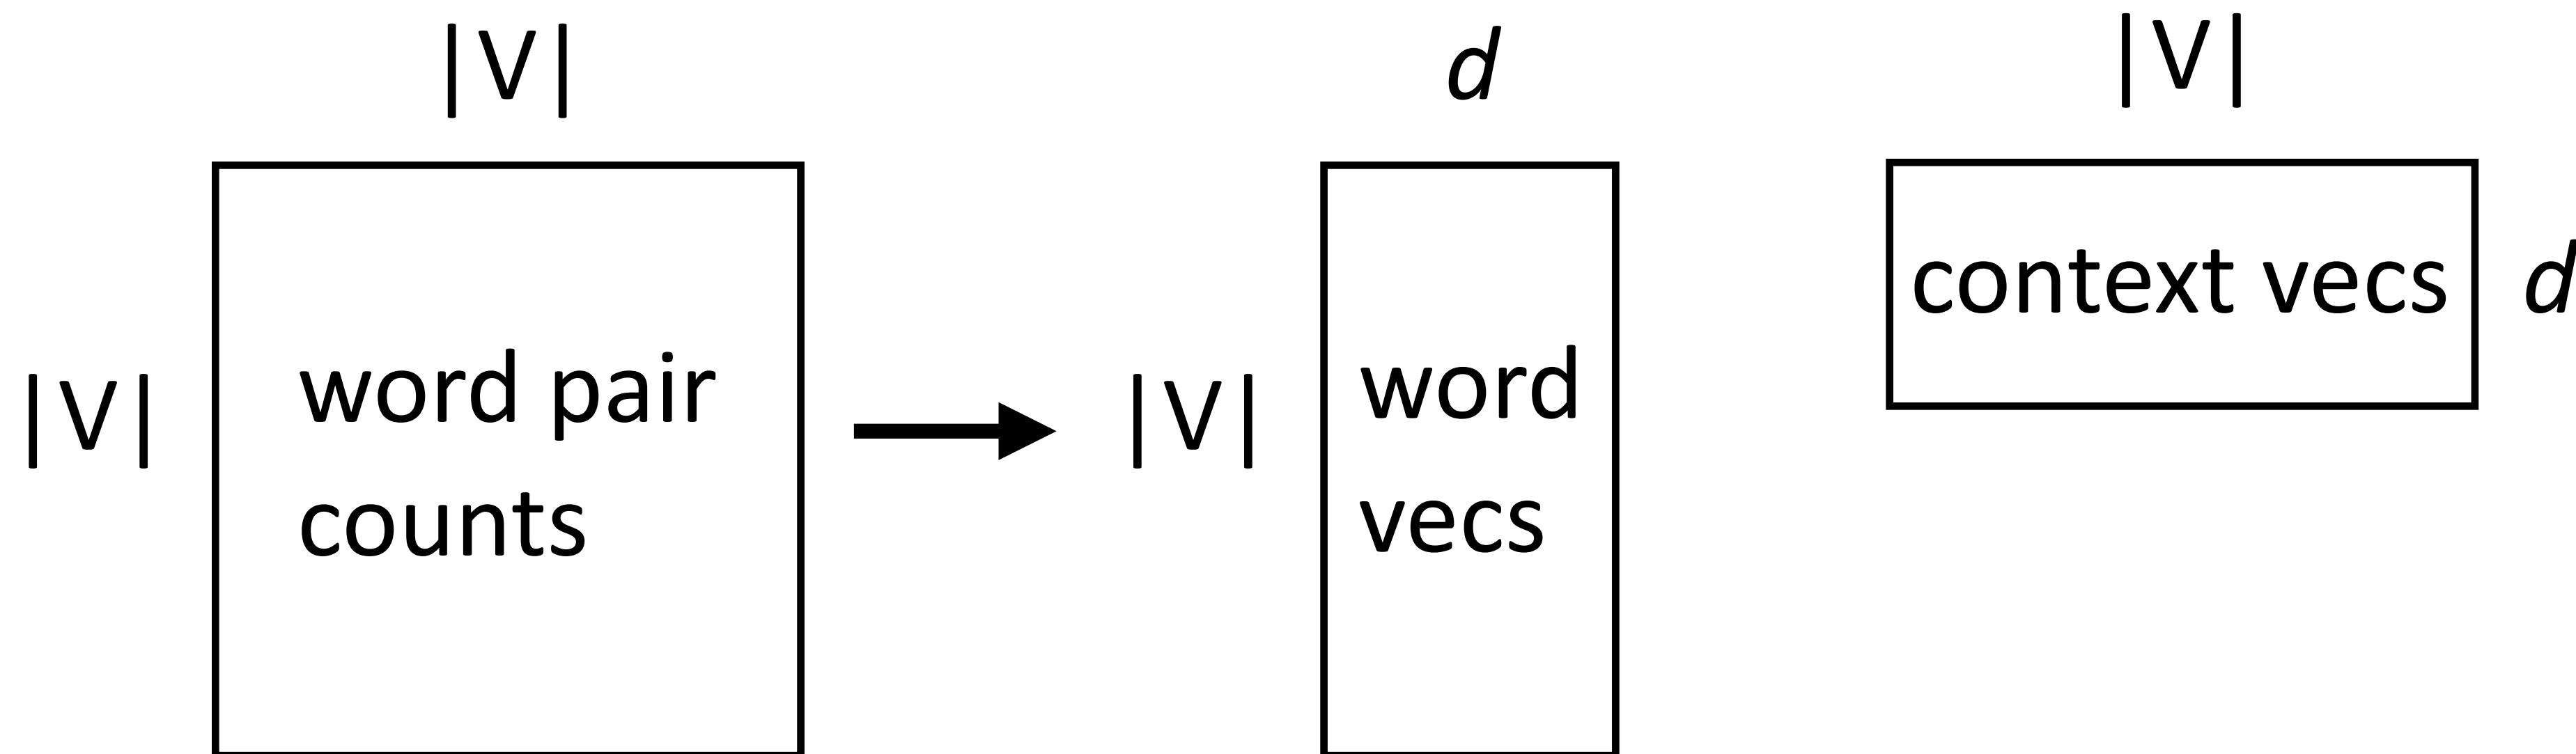 |V|
d
|V|
|V|
word pair
counts
|V|
word
vecs
context vecs
d